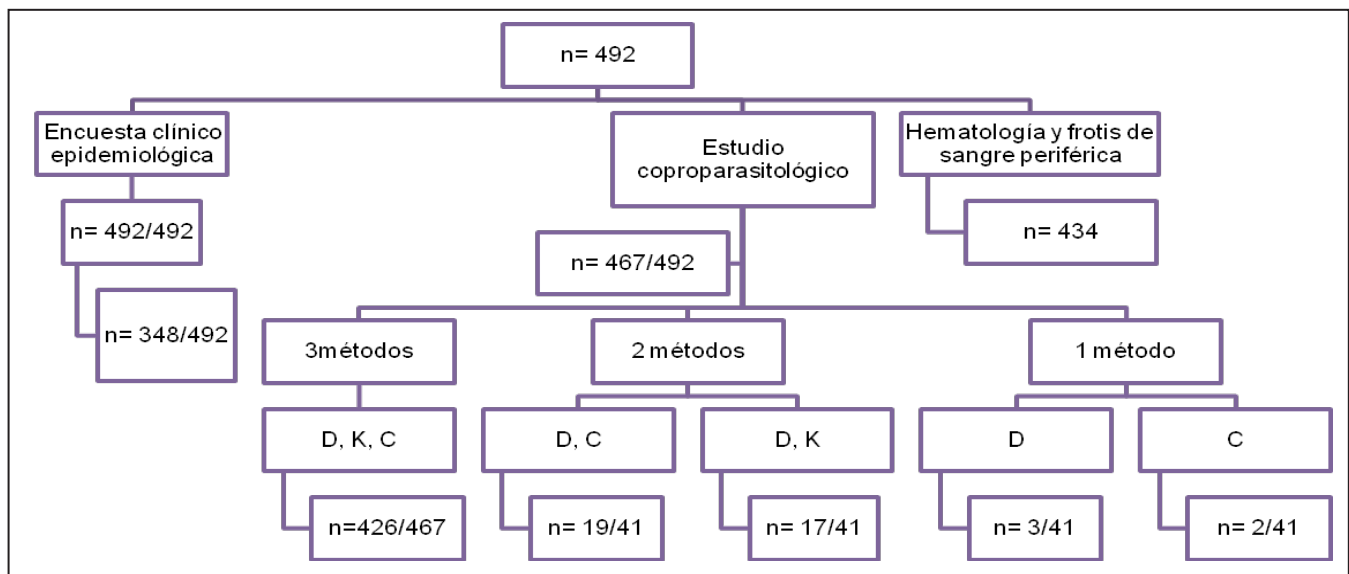 n= 492
Encuesta clínico
epidemiológica
Estudio
coproparasitológico
Hematología y frotis de
sangre periférica
n= 492/492
n= 434
n= 467/492
n= 348/492
3métodos
2 métodos
1 método
D, K, C
D, C
D, K
D
C
n=426/467
n= 19/41
n= 17/41
n= 3/41
n= 2/41